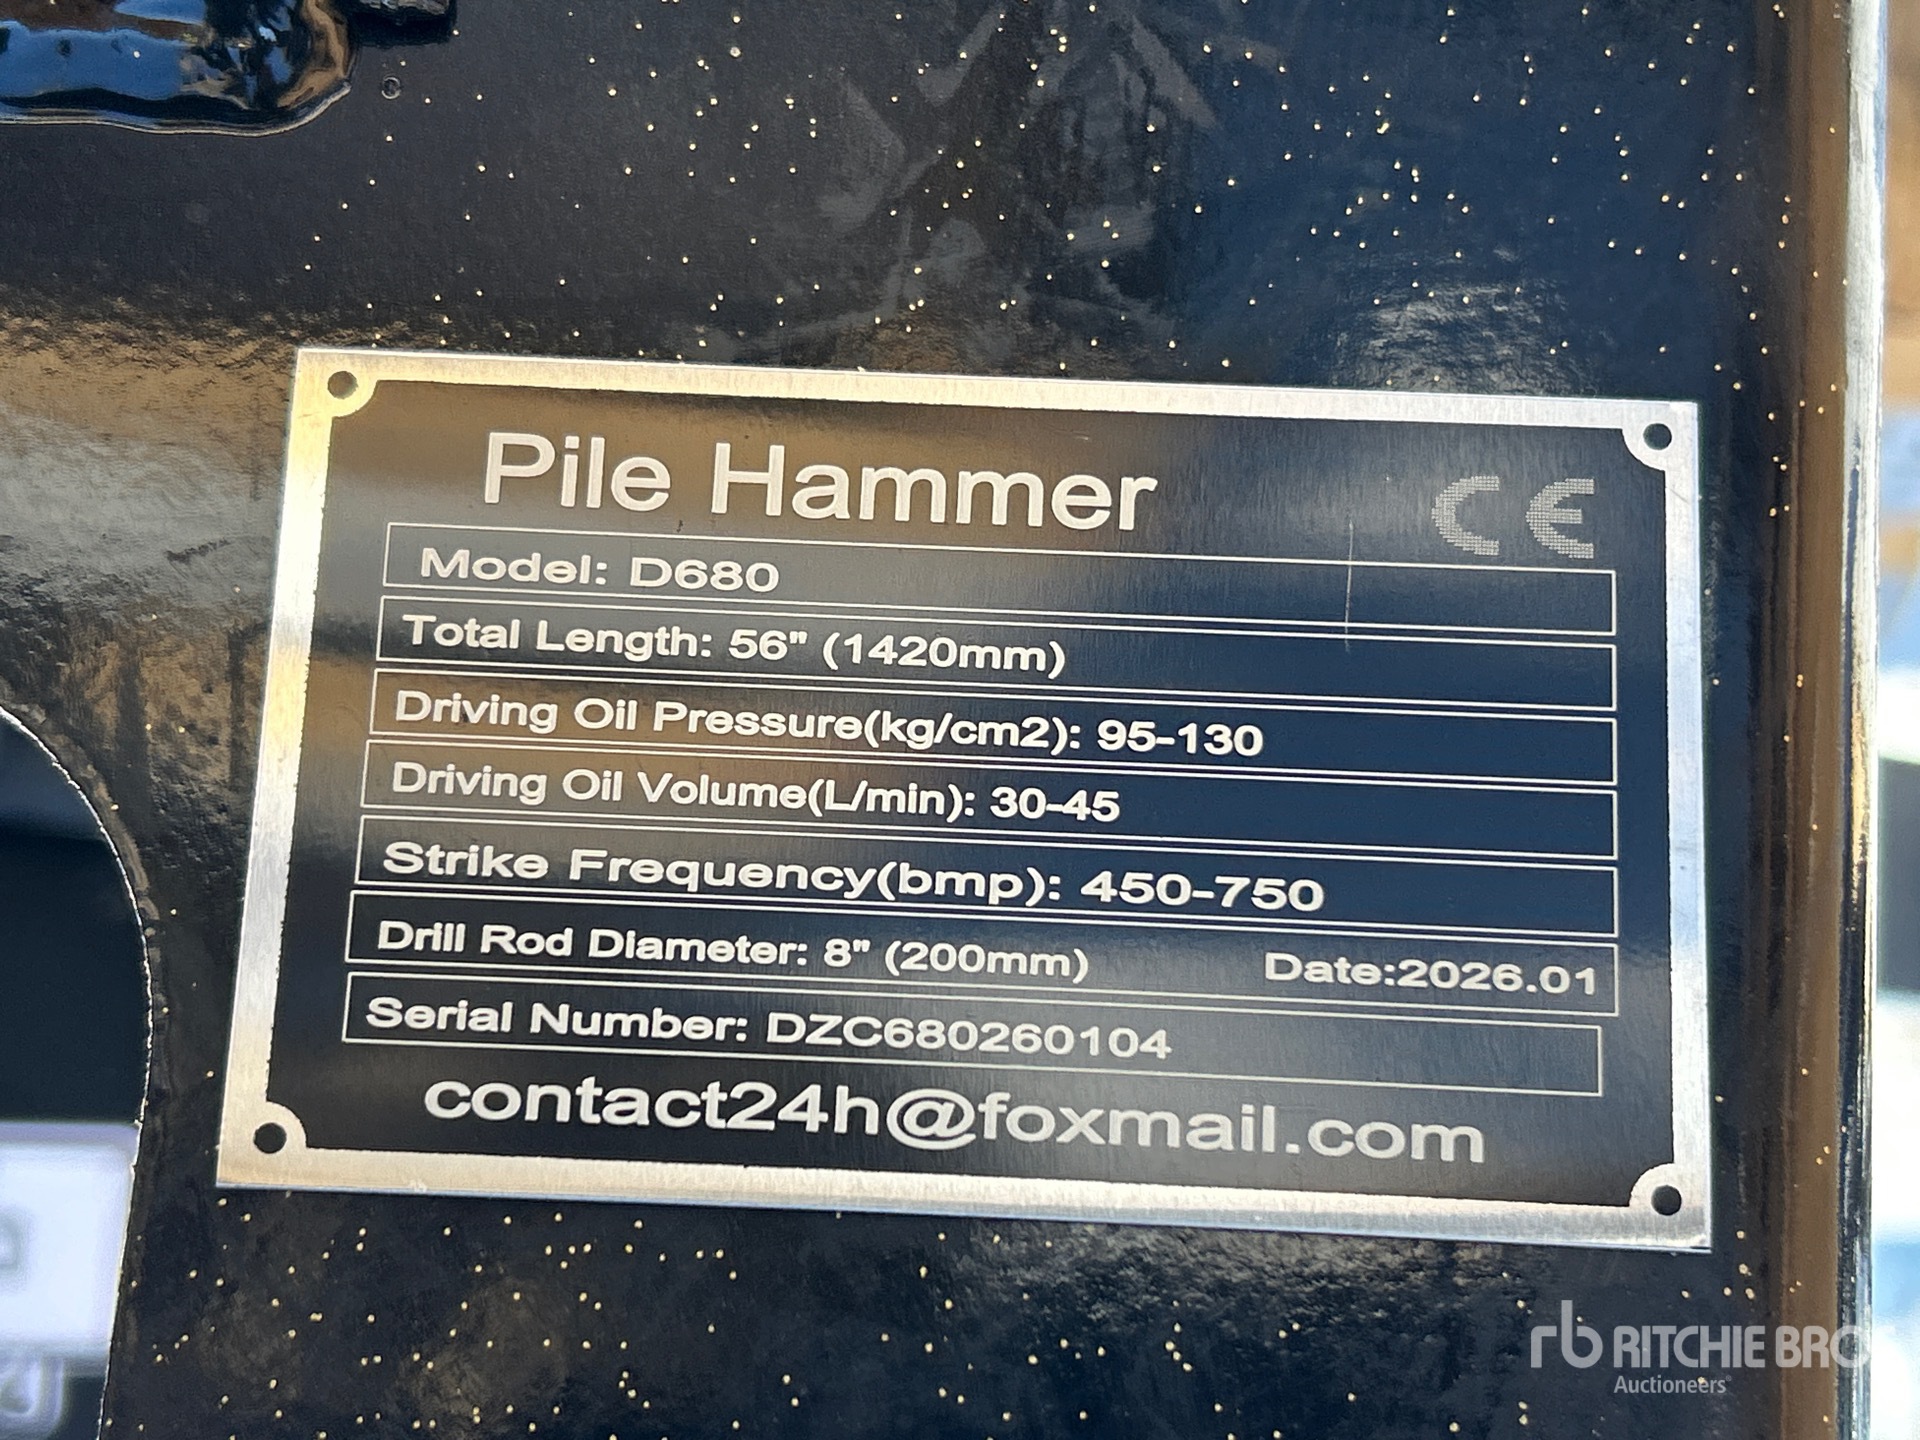 Pile Hammer
CE
Model: D680
Total Length: 56" (1420mm)
Driving Oil Pressure(kg/cm2): 95-130
Driving Oil Volume(L/min): 30-45
Strike Frequency(bmp): 450-750
Drill Rod Diameter: 8" (200mm) Date:2026.01
Serial Number: DZC680260104
contact24h@foxmail.com
rb RITCHIE BRO
Auctioneers